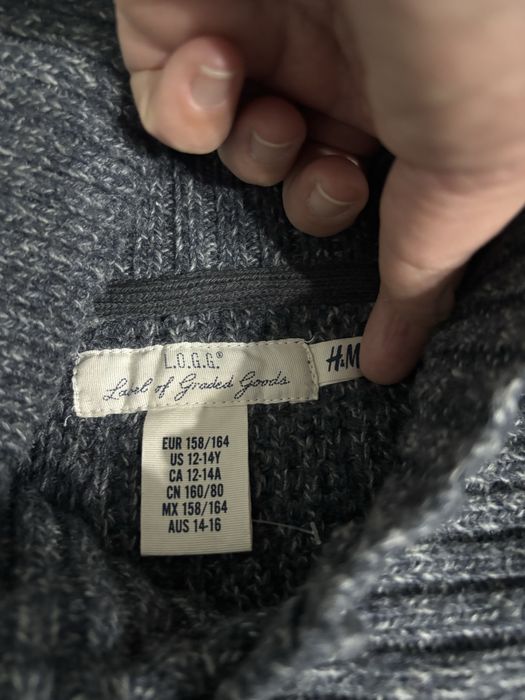 L.O.G.G.®
Label of Graded Goods
H&M
EUR 158/164
US 12-14Y
CA 12-14A
CN 160/80
MX 158/164
AUS 14-16